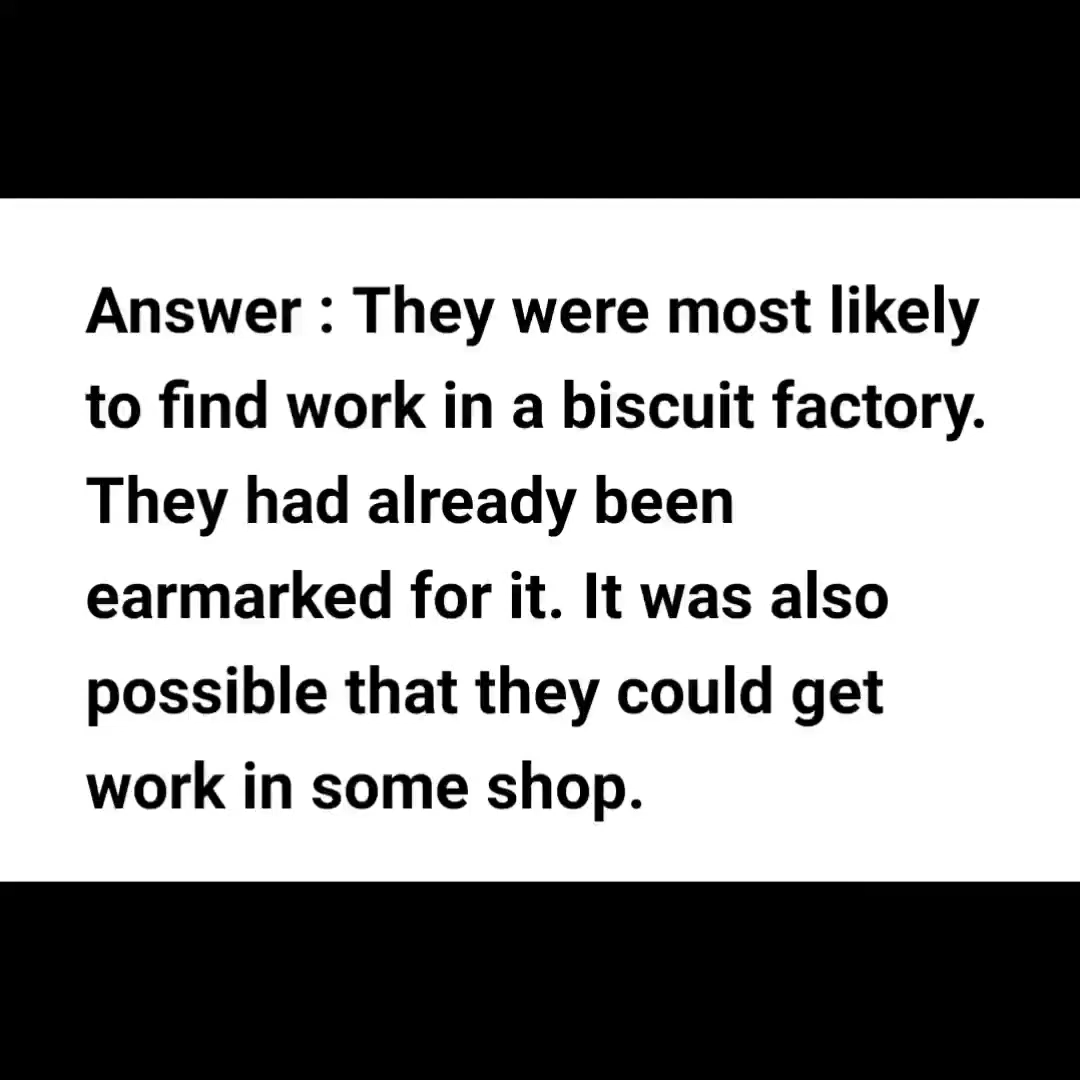 Answer : They were most likely
to find work in a biscuit factory.
They had already been
earmarked for it. It was also
possible that they could get
work in some shop.